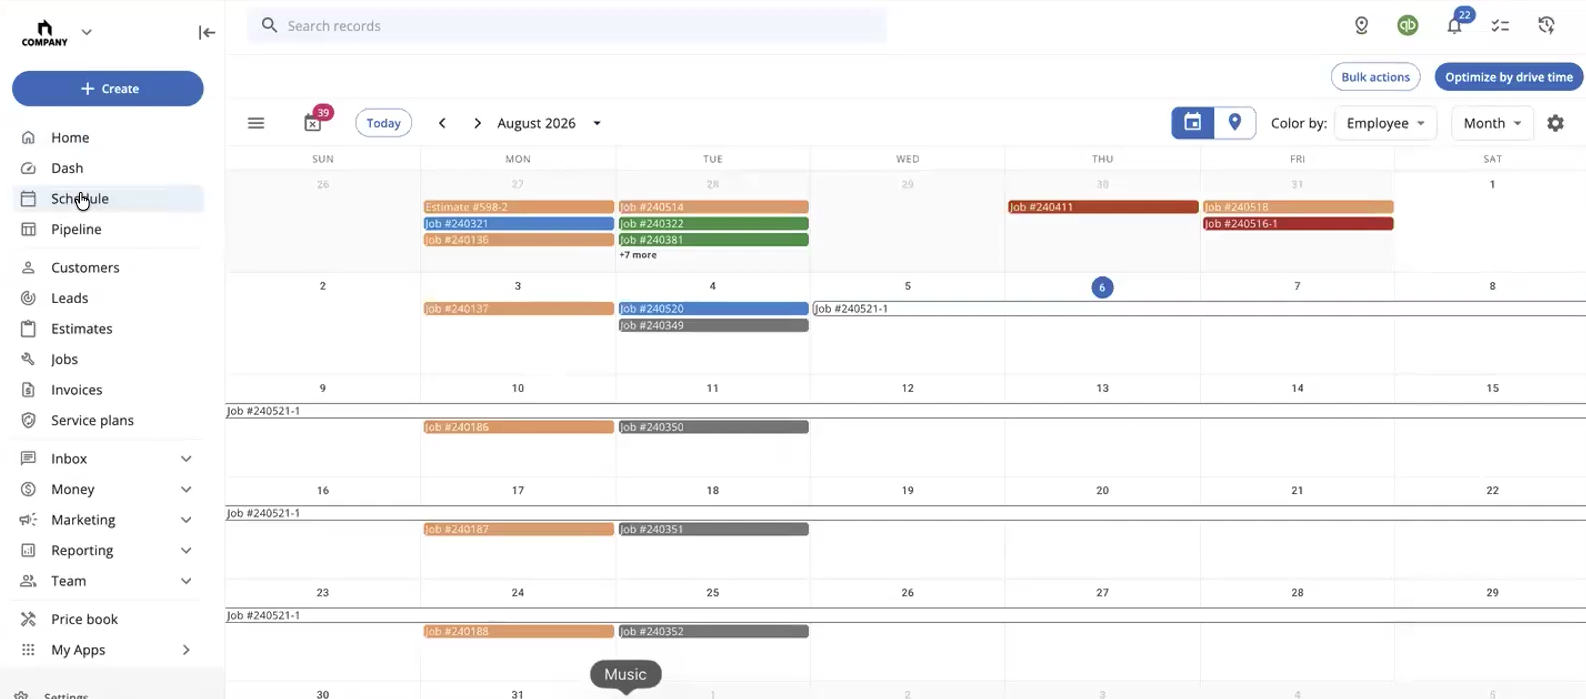 COMPANY
Search records
22
+ Create
Bulk actions
Optimize by drive time
39
Today
August 2026
Color by:
Employee
Month
Home
Dash
Schedule
Pipeline
Customers
Leads
Estimates
Jobs
Invoices
Service plans
Inbox
Money
Marketing
Reporting
Team
Price book
My Apps
Settings
SUN MON TUE WED THU FRI SAT
26 27 28 29 30 31 1
Estimate #598-2 Job #240514 Job #240411 Job #240518
Job #240321 Job #240322 Job #240516-1
Job #240136 Job #240381
+7 more
2 3 4 5 6 7 8
Job #240137 Job #240520 Job #240521-1
Job #240349
9 10 11 12 13 14 15
Job #240521-1
Job #240186 Job #240350
16 17 18 19 20 21 22
Job #240521-1
Job #240187 Job #240351
23 24 25 26 27 28 29
Job #240521-1
Job #240188 Job #240352
Music
30 31 1 2 3 4 5